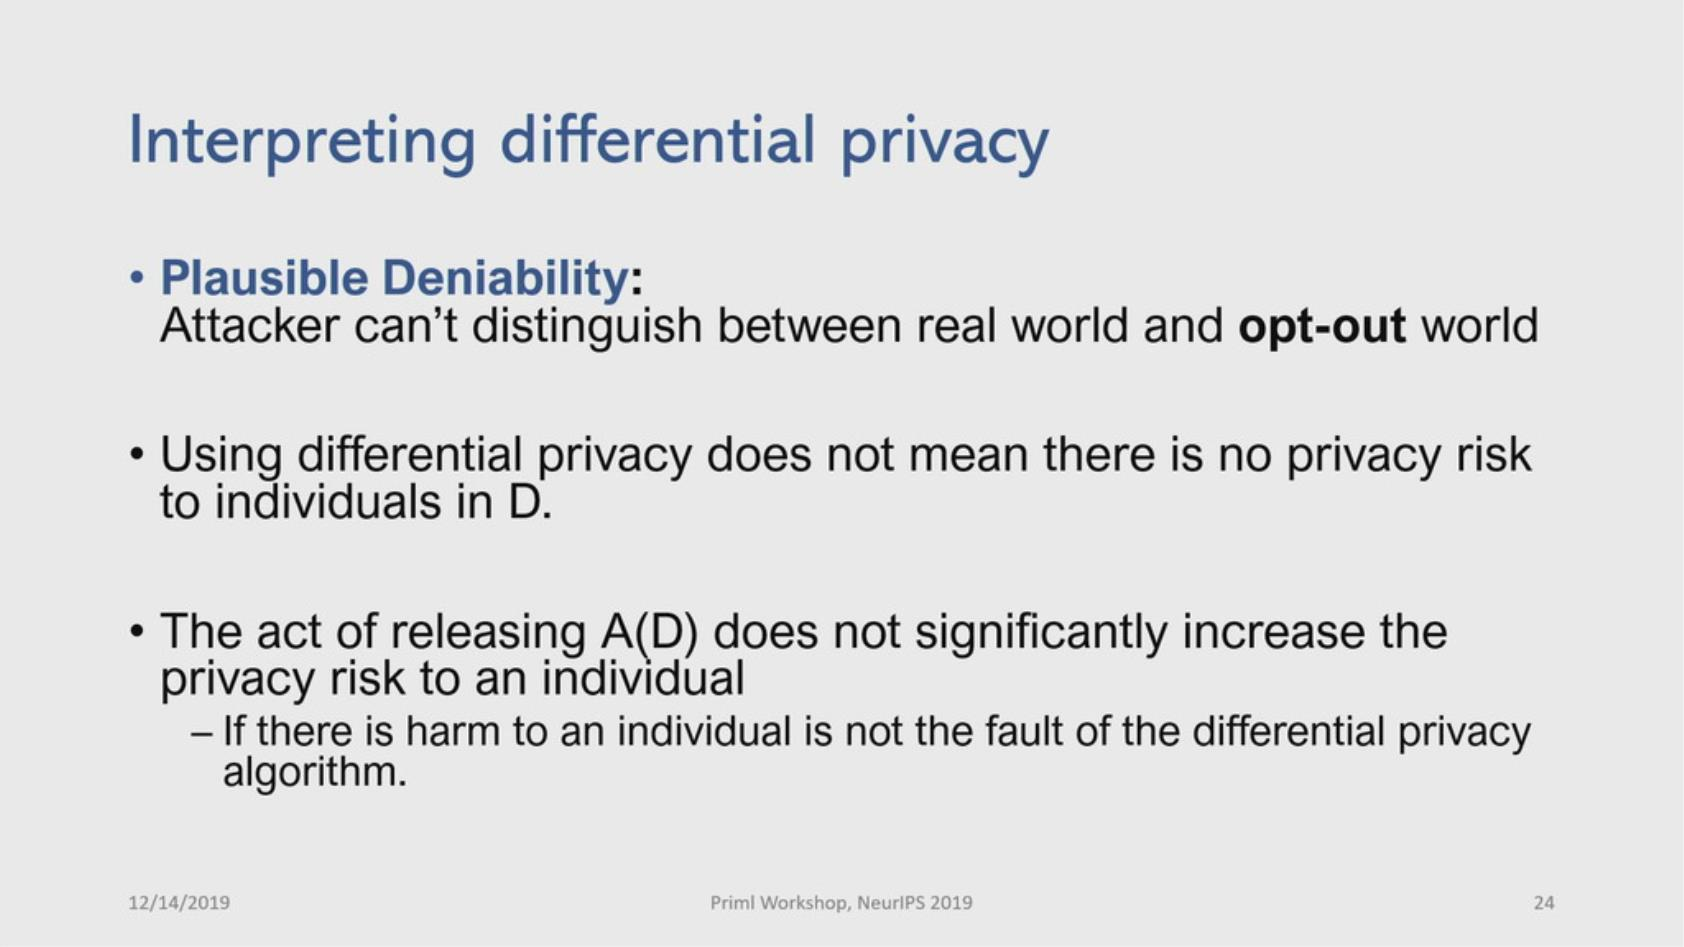 Interpreting differential privacy
• Plausible Deniability:
Attacker can’t distinguish between real world and opt-out world
• Using differential privacy does not mean there is no privacy risk
to individuals in D.
• The act of releasing A(D) does not significantly increase the
privacy risk to an individual
– If there is harm to an individual is not the fault of the differential privacy
algorithm.
12/14/2019
Priml Workshop, NeurIPS 2019
24